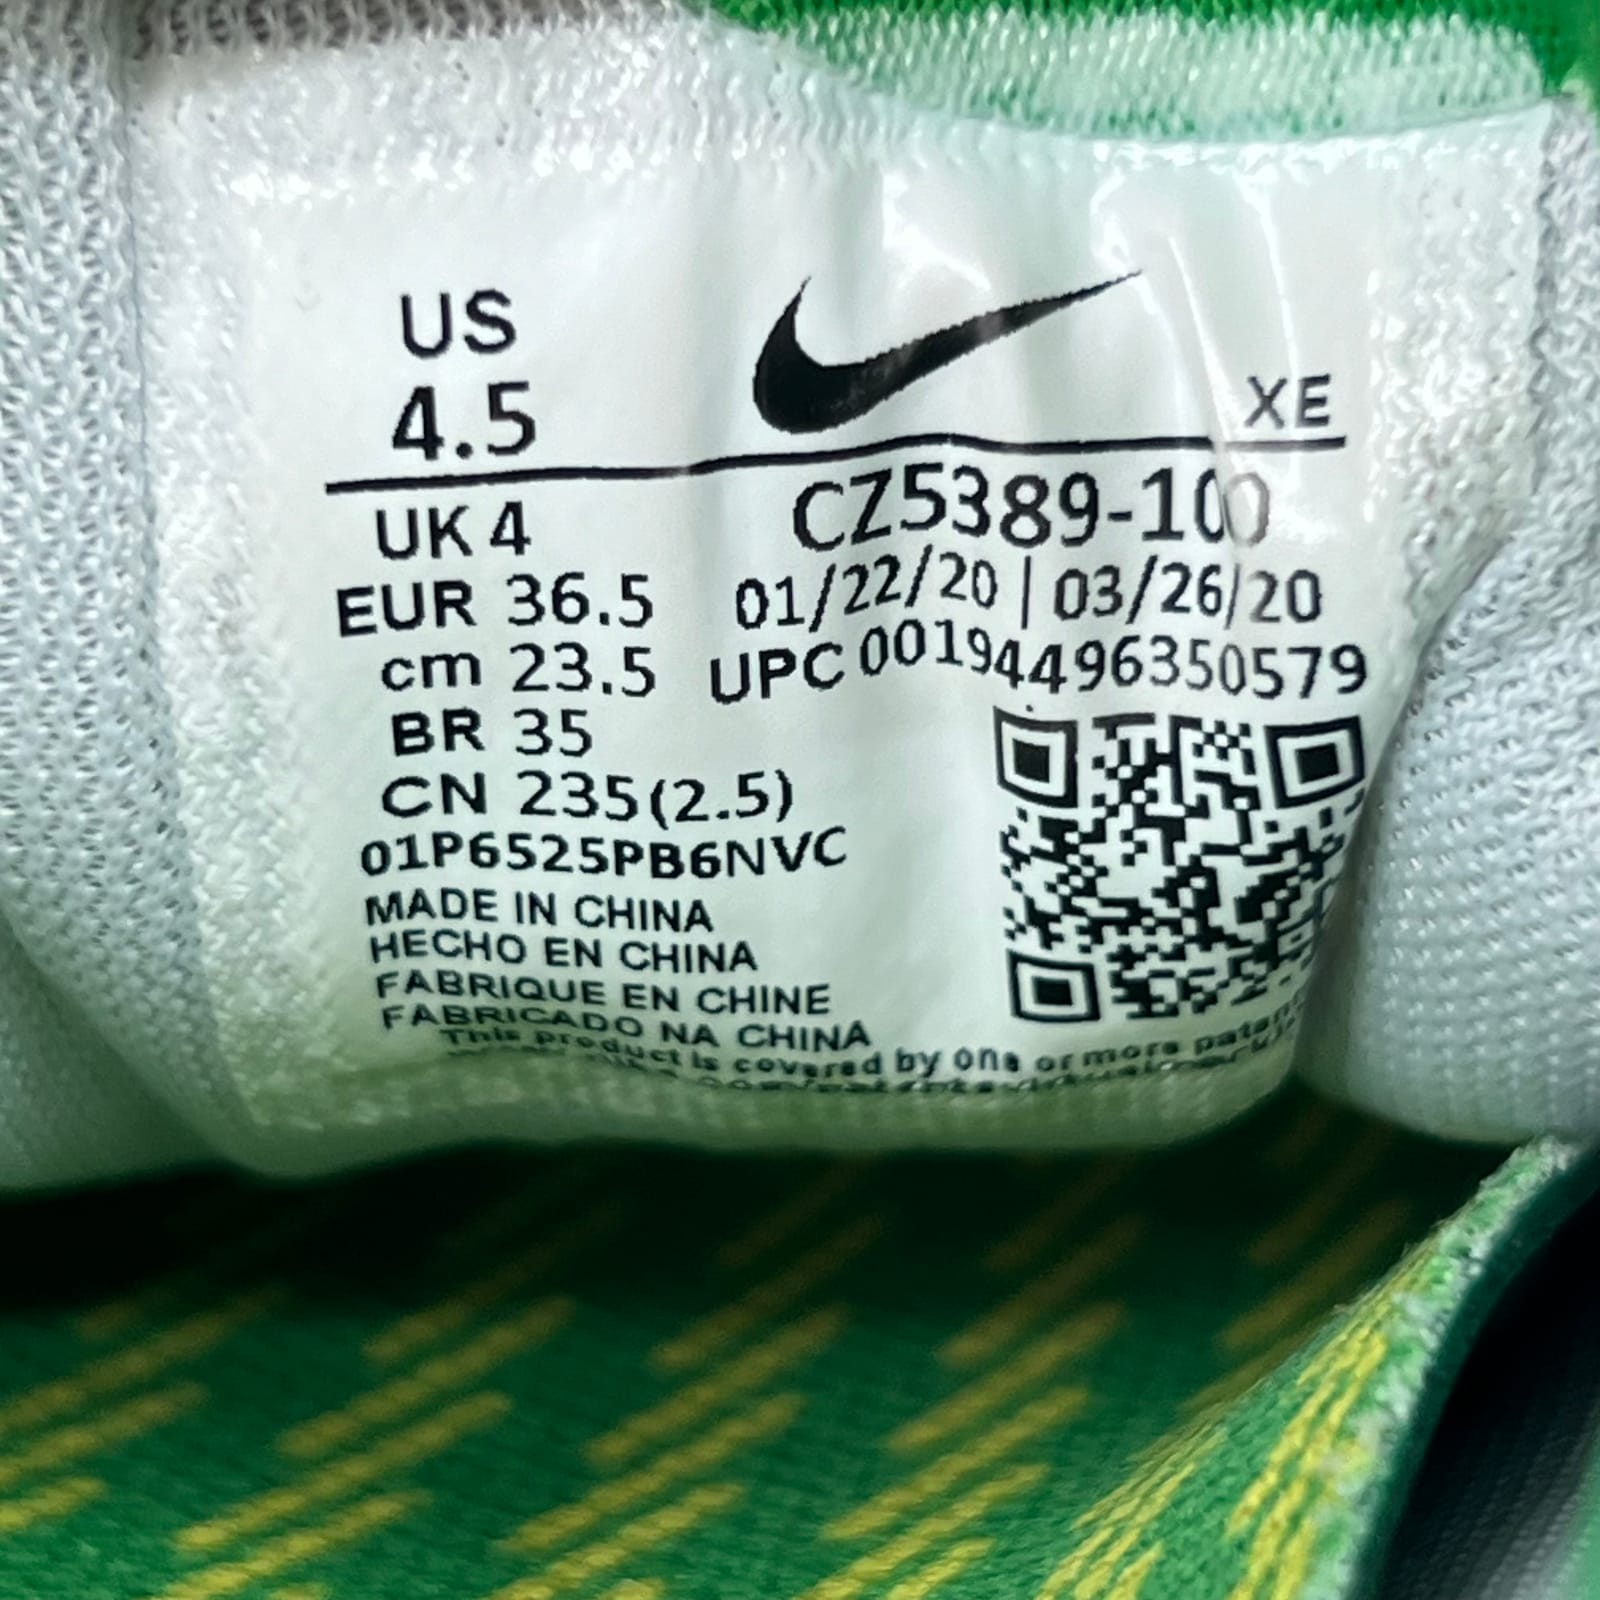 US
4.5
XE
UK 4
CZ5389-100
EUR 36.5
01/22/20 | 03/26/20
cm 23.5
UPC 00194496350579
BR 35
CN 235(2.5)
01P6525PB6NVC
MADE IN CHINA
HECHO EN CHINA
FABRIQUE EN CHINE
FABRICADO NA CHINA
This product is covered by one or more